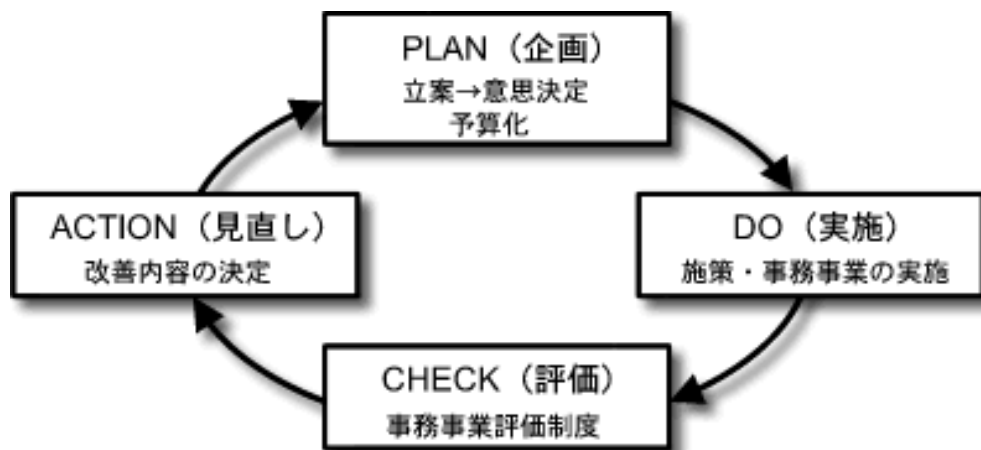 PLAN（企画）
立案→意思決定
予算化
ACTION（見直し）
改善内容の決定
DO（実施）
施策・事務事業の実施
CHECK（評価）
事務事業評価制度